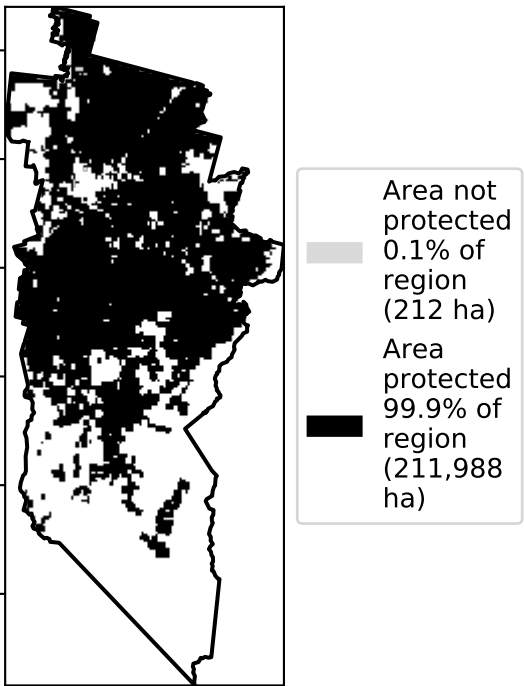 Area not
protected
0.1% of
region
(212 ha)
Area
protected
99.9% of
region
(211,988
ha)